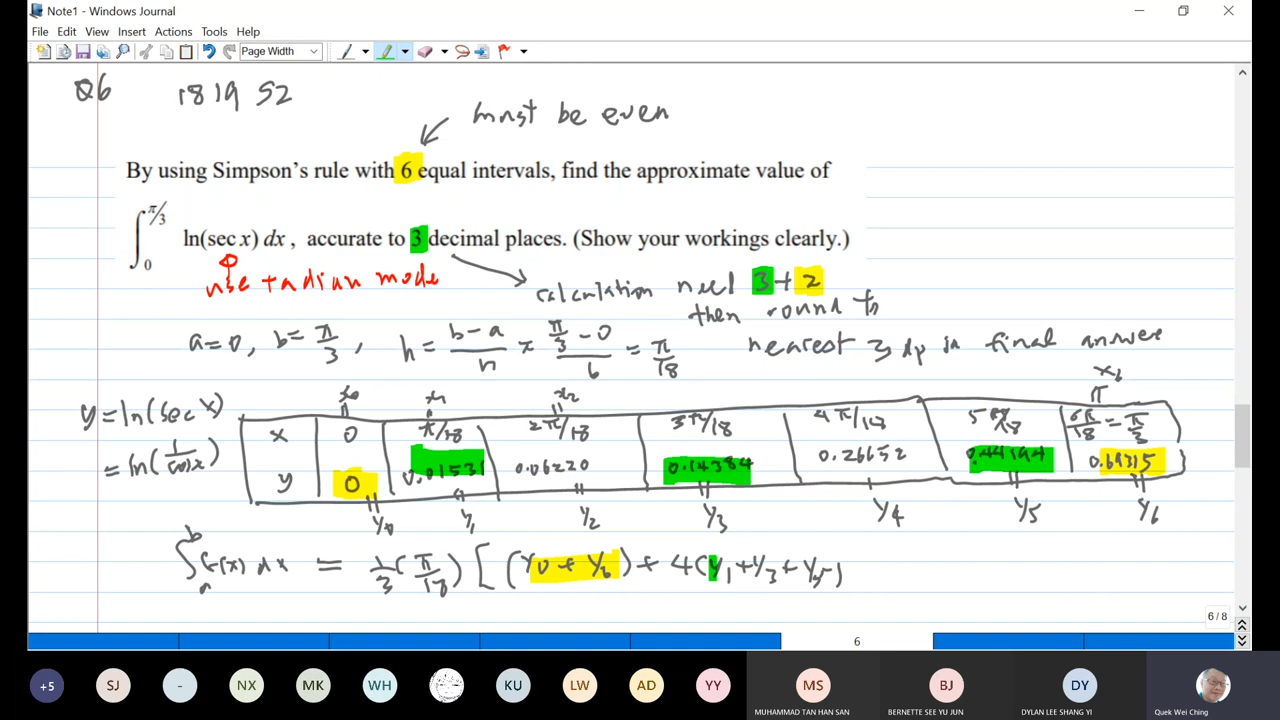 Note1 - Windows Journal
File Edit View Insert Actions Tools Help
Page Width
Q6 1819 S2
must be even
By using Simpson's rule with 6 equal intervals, find the approximate value of
∫₀^{π/3} ln(sec x) dx, accurate to 3 decimal places. (Show your workings clearly.)
use radian mode
calculation need 3+2
then round to
nearest 3 dp in final answer
a=0, b=π/3, h = (b-a)/n = (π/3 - 0)/6 = π/18
x0 x1 x2 x6
y = ln(sec x)
= ln(1/cos x)
x 0 π/18 2π/18 3π/18 4π/18 5π/18 6π/18 = π/3
y 0 0.01531 0.06220 0.14384 0.26652 0.44194 0.69315
y0 y1 y2 y3 y4 y5 y6
∫ₐᵇ f(x) dx = 1/3 (π/18) [(y0 + y6) + 4(y1+y3+y5)
6/8
6
+5 SJ - NX MK WH KU LW AD YY MS BJ DY
MUHAMMAD TAN HAN SAN BERNETTE SEE YU JUN DYLAN LEE SHANG YI Quek Wei Ching